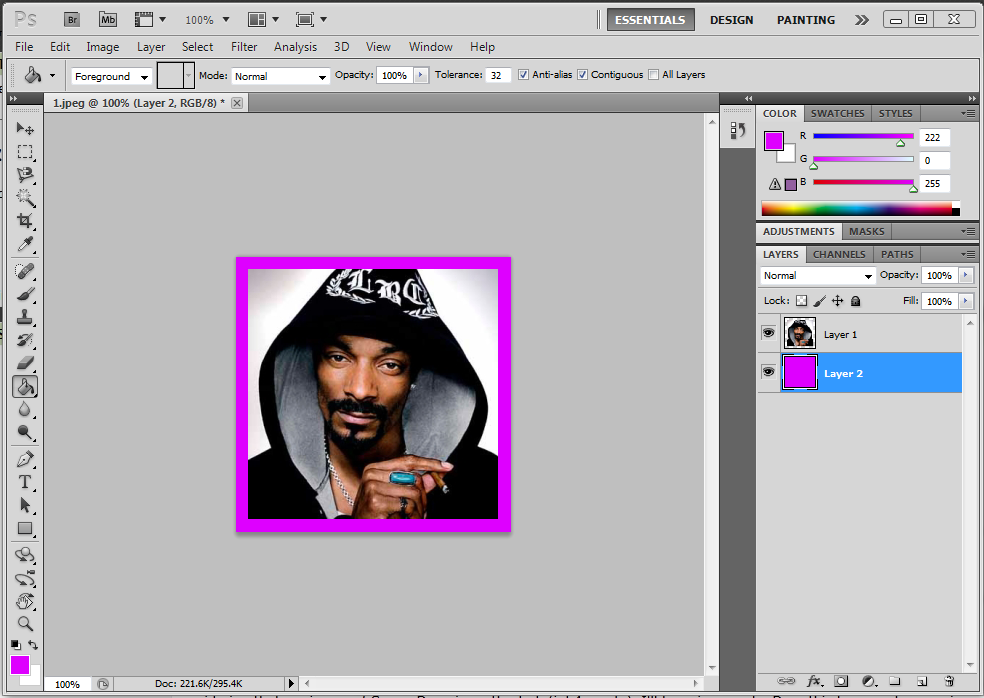 Ps Br Mb 100% ESSENTIALS DESIGN PAINTING
File Edit Image Layer Select Filter Analysis 3D View Window Help
Foreground Mode: Normal Opacity: 100% Tolerance: 32 Anti-alias Contiguous All Layers
1.jpeg @ 100% (Layer 2, RGB/8) *
COLOR SWATCHES STYLES
R 222
G 0
B 255
ADJUSTMENTS MASKS
LAYERS CHANNELS PATHS
Normal Opacity: 100%
Lock: Fill: 100%
Layer 1
Layer 2
LBC
T
fx
100% Doc: 221.6K/295.4K